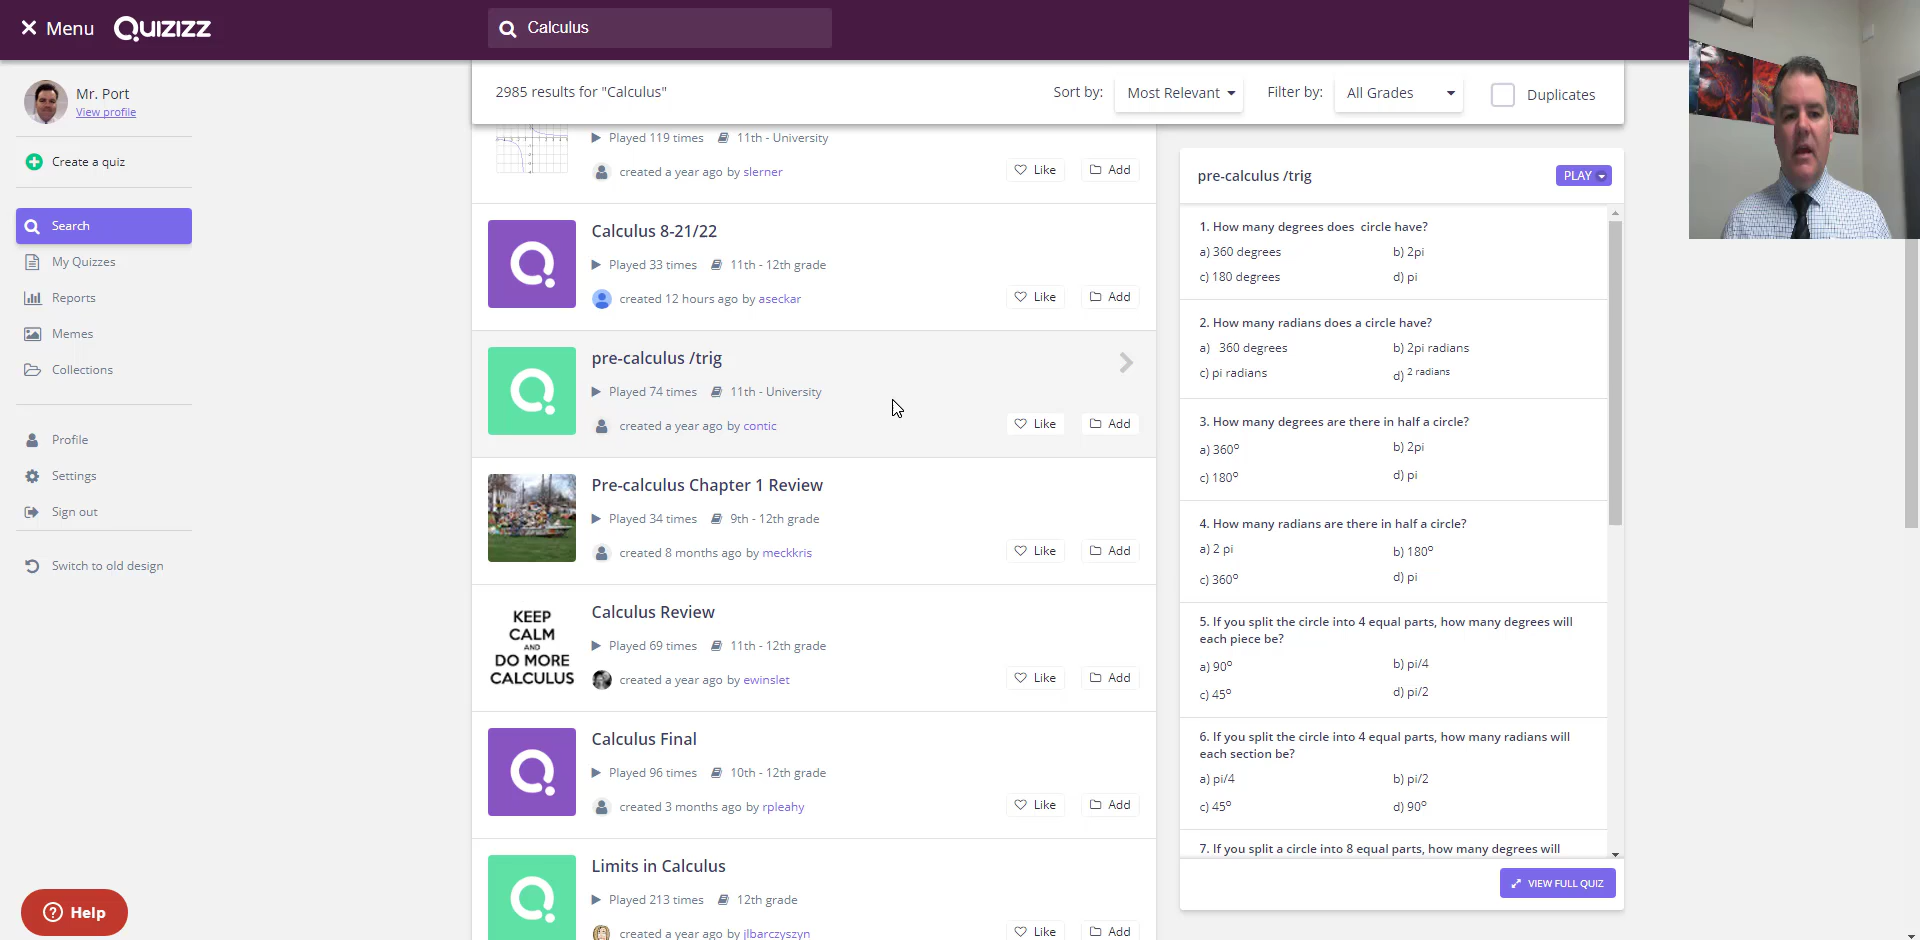 Menu QUIZIZZ
Calculus
Mr. Port
View profile
Create a quiz
Search
My Quizzes
Reports
Memes
Collections
Profile
Settings
Sign out
Switch to old design
Help
2985 results for "Calculus"
Sort by: Most Relevant
Filter by: All Grades
Duplicates
Played 119 times 11th - University
created a year ago by slerner
Like Add
Calculus 8-21/22
Played 33 times 11th - 12th grade
created 12 hours ago by aseckar
Like Add
pre-calculus /trig
Played 74 times 11th - University
created a year ago by contic
Like Add
Pre-calculus Chapter 1 Review
Played 34 times 9th - 12th grade
created 8 months ago by meckkris
Like Add
KEEP
CALM
AND
DO MORE
CALCULUS
Calculus Review
Played 69 times 11th - 12th grade
created a year ago by ewinslet
Like Add
Calculus Final
Played 96 times 10th - 12th grade
created 3 months ago by rpleahy
Like Add
Limits in Calculus
Played 213 times 12th grade
created a year ago by jlbarczyszyn
Like Add
pre-calculus /trig
PLAY
1. How many degrees does circle have?
a) 360 degrees b) 2pi
c) 180 degrees d) pi
2. How many radians does a circle have?
a) 360 degrees b) 2pi radians
c) pi radians d) 2 radians
3. How many degrees are there in half a circle?
a) 360º b) 2pi
c) 180º d) pi
4. How many radians are there in half a circle?
a) 2 pi b) 180º
c) 360º d) pi
5. If you split the circle into 4 equal parts, how many degrees will
each piece be?
a) 90º b) pi/4
c) 45º d) pi/2
6. If you split the circle into 4 equal parts, how many radians will
each section be?
a) pi/4 b) pi/2
c) 45º d) 90º
7. If you split a circle into 8 equal parts, how many degrees will
VIEW FULL QUIZ